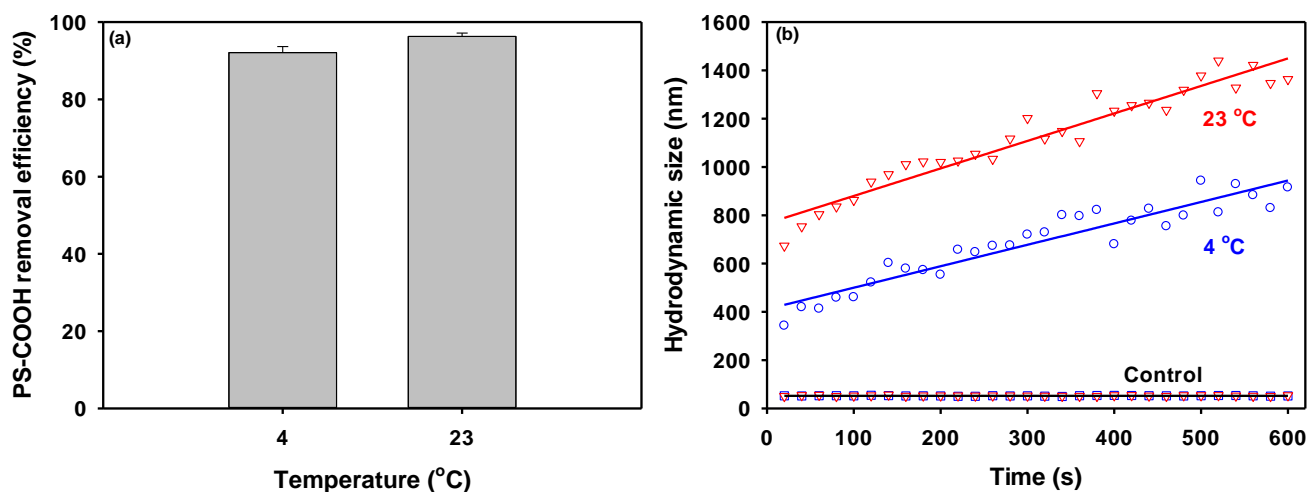 (a)
PS-COOH removal efficiency (%)
100
80
60
40
20
0
4
23
Temperature (°C)
(b)
Hydrodynamic size (nm)
1600
1400
1200
1000
800
600
400
200
0
23 °C
4 °C
Control
0
100
200
300
400
500
600
Time (s)